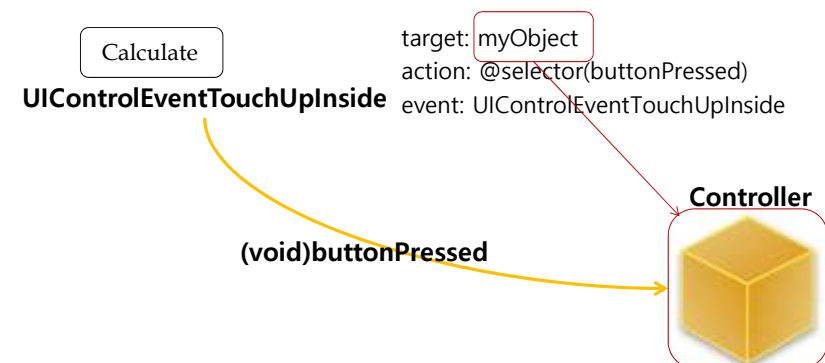 Calculate
UIControlEventTouchUpInside
target: myObject
action: @selector(buttonPressed)
event: UIControlEventTouchUpInside
Controller
(void)buttonPressed